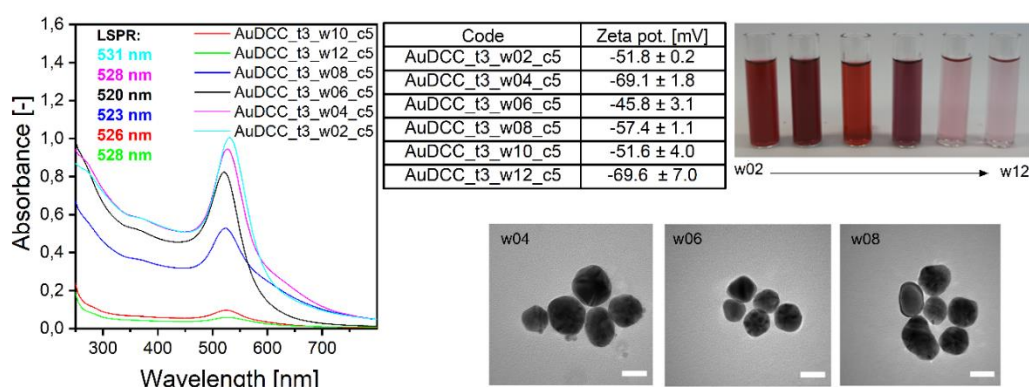 1,6
1,4
1,2
1,0
0,8
0,6
0,4
0,2
0,0
Absorbance [-]
300
400
500
600
700
Wavelength [nm]
LSPR:
531 nm
528 nm
520 nm
523 nm
526 nm
528 nm
AuDCC_t3_w10_c5
AuDCC_t3_w12_c5
AuDCC_t3_w08_c5
AuDCC_t3_w06_c5
AuDCC_t3_w04_c5
AuDCC_t3_w02_c5
Code Zeta pot. [mV]
AuDCC_t3_w02_c5 -51.8 ± 0.2
AuDCC_t3_w04_c5 -69.1 ± 1.8
AuDCC_t3_w06_c5 -45.8 ± 3.1
AuDCC_t3_w08_c5 -57.4 ± 1.1
AuDCC_t3_w10_c5 -51.6 ± 4.0
AuDCC_t3_w12_c5 -69.6 ± 7.0
w02 w12
w04
w06
w08